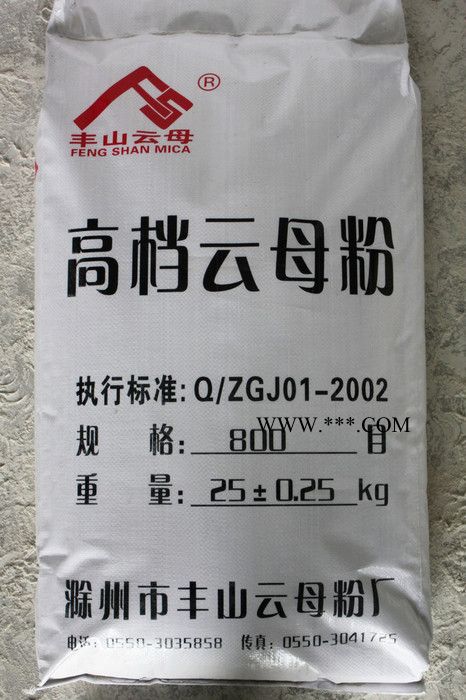 ®
丰山云母
FENG SHAN MICA
高档云母粉
执行标准: Q/ZGJ01-2002
WWW.***.COM
规 格: 800 目
重 量: 25±0.25 kg
滁州市丰山云母粉厂
电话: 0550-3035858 传真: 0550-3041725